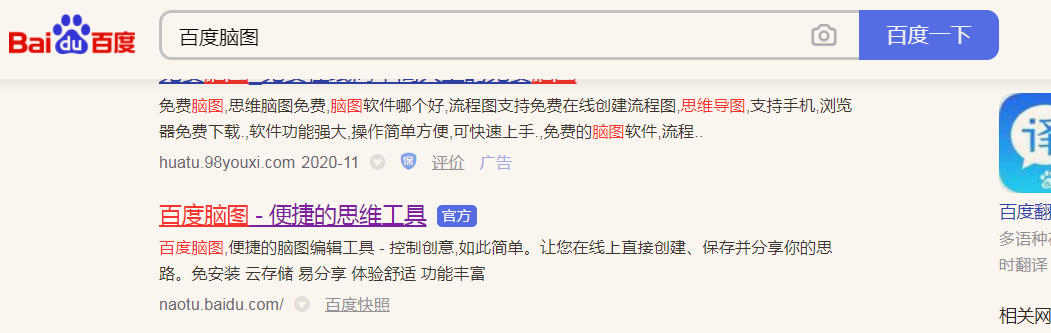 Bai du 百度
百度脑图
百度一下
免费脑图,思维脑图免费,脑图软件哪个好,流程图支持免费在线创建流程图,思维导图,支持手机,浏览
器免费下载.,软件功能强大,操作简单方便,可快速上手.,免费的脑图软件,流程..
huatu.98youxi.com 2020-11 保 评价 广告
百度脑图 - 便捷的思维工具 官方
百度脑图,便捷的脑图编辑工具 - 控制创意,如此简单。让您在线上直接创建、保存并分享你的思
路。免安装 云存储 易分享 体验舒适 功能丰富
naotu.baidu.com/ 百度快照
译
百度翻
多语种
时翻译
相关网